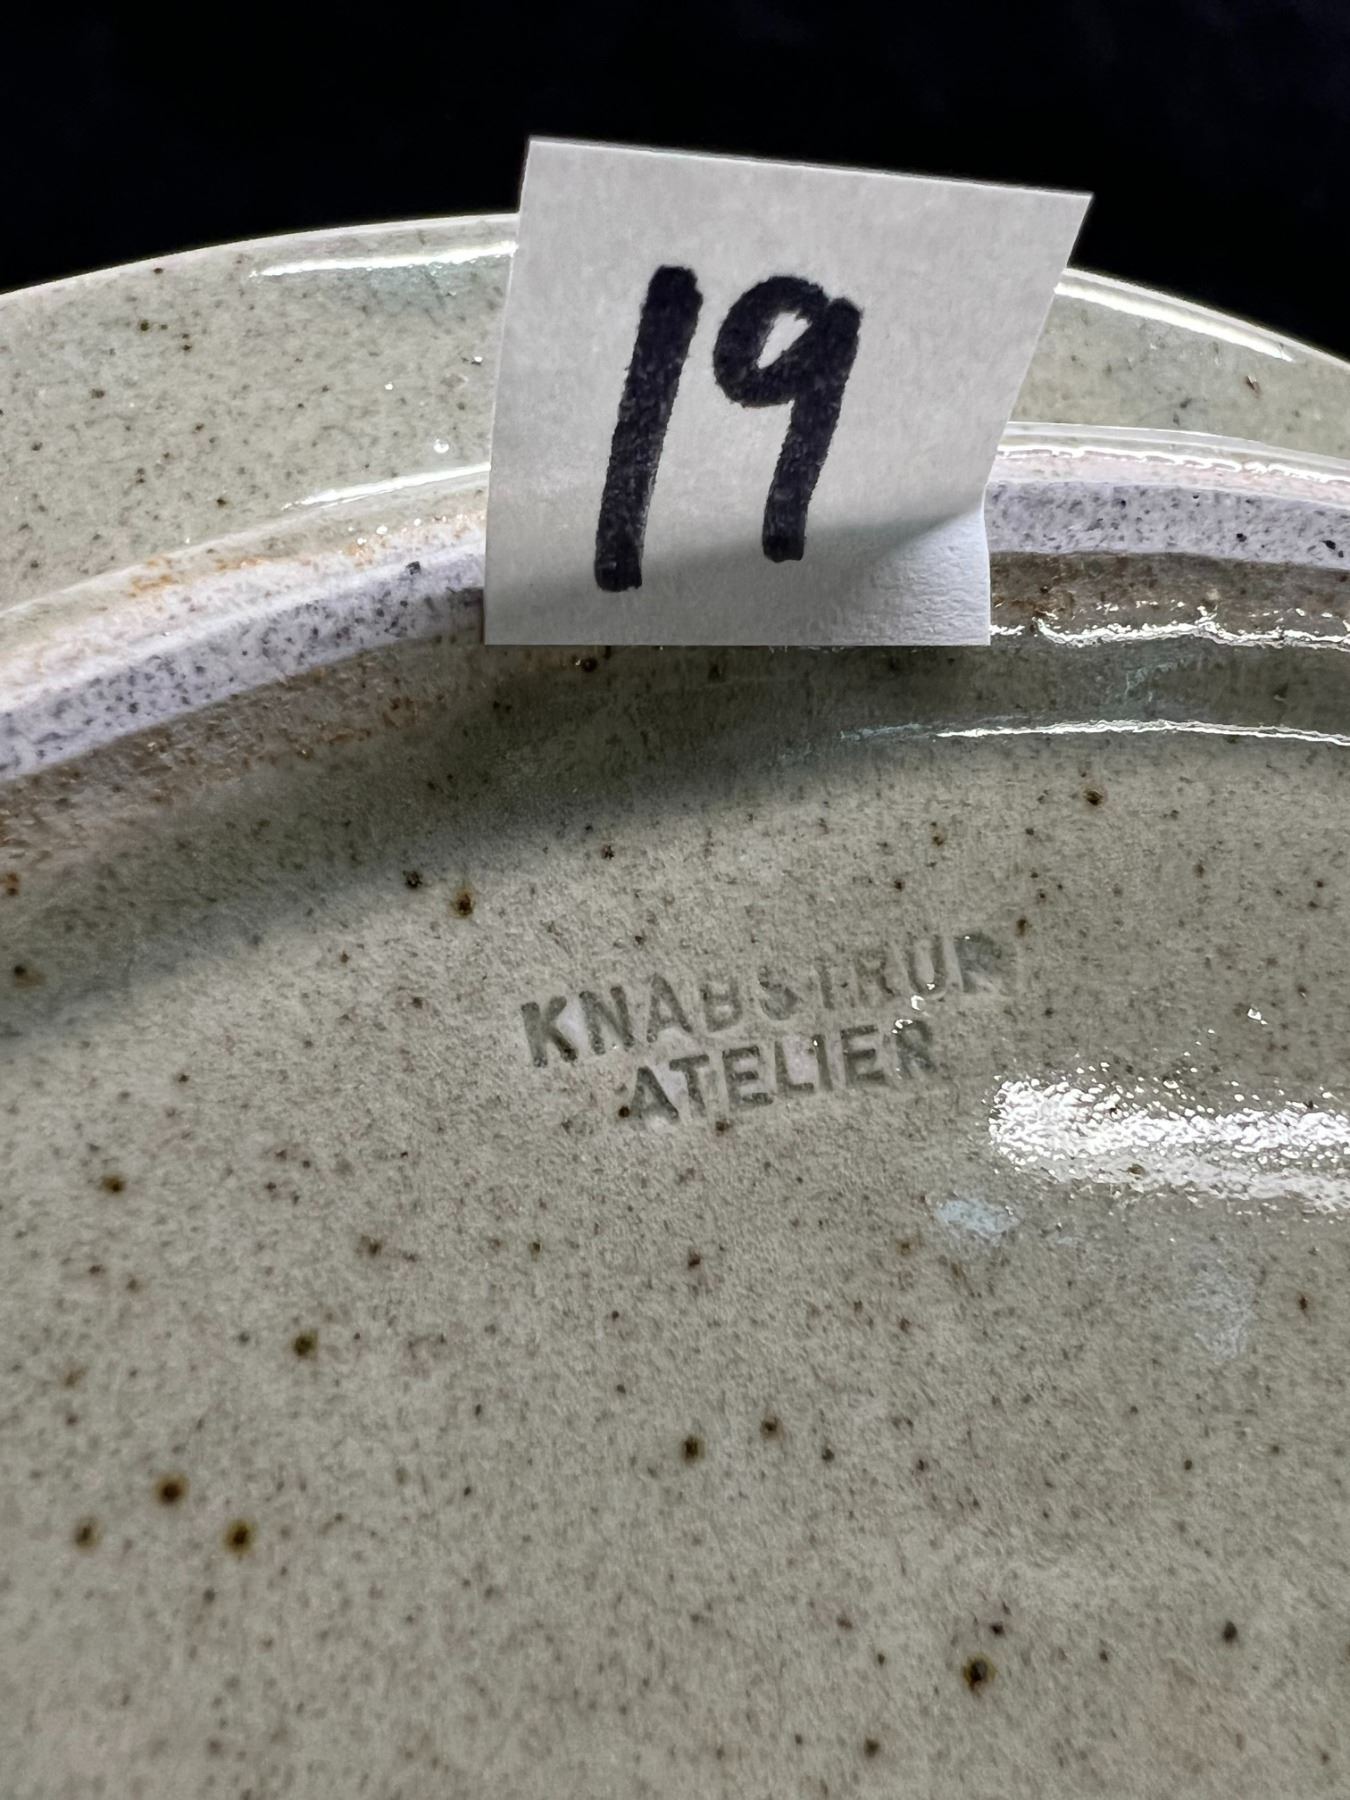 19
KNABSTRUP
ATELIER